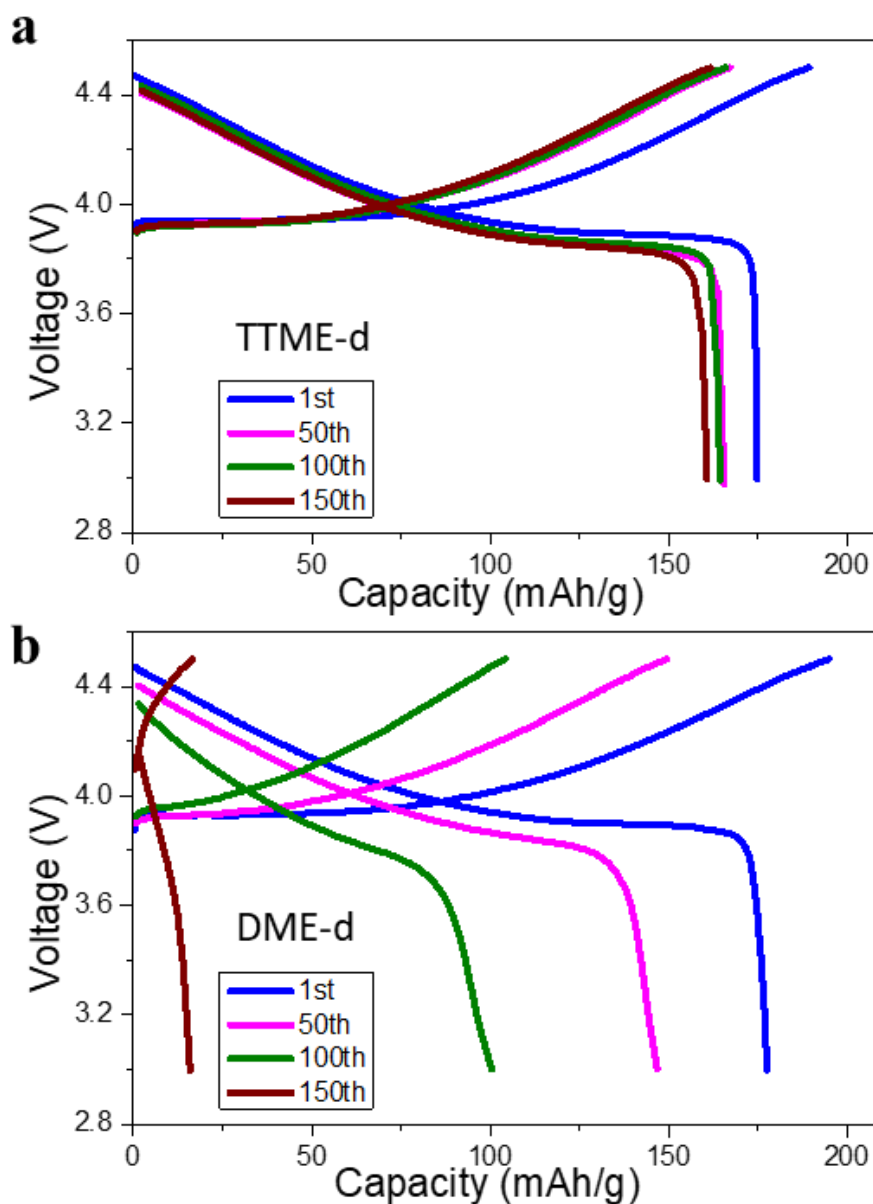 a
4.4
4.0
3.6
3.2
2.8
Voltage (V)
TTME-d
1st
50th
100th
150th
0 50 100 150 200
Capacity (mAh/g)
b
4.4
4.0
3.6
3.2
2.8
Voltage (V)
DME-d
1st
50th
100th
150th
0 50 100 150 200
Capacity (mAh/g)